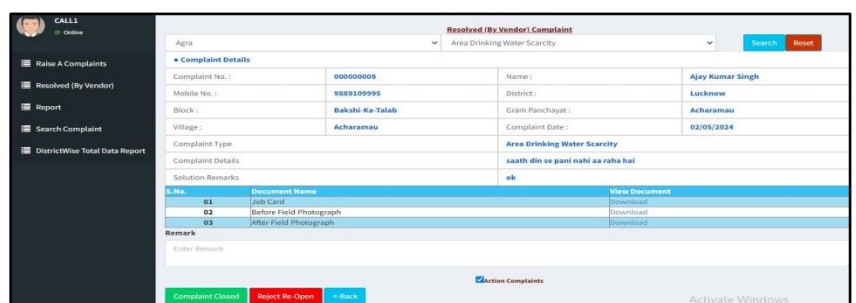 CALL1
Online
Raise A Complaints
Resolved (By Vendor)
Report
Search Complaint
DistrictWise Total Data Report
Resolved (By Vendor) Complaint
Agra Area Drinking Water Scarcity Search Reset
Complaint Details
Complaint No. : 000000008 Name : Ajay Kumar Singh
Mobile No. : 9889109995 District : Lucknow
Block : Bakshi-Ka-Talab Gram Panchayat : Acharamau
Village : Acharamau Complaint Date : 02/05/2024
Complaint Type Area Drinking Water Scarcity
Complaint Details saath din se pani nahi aa raha hai
Solution Remarks ok
S.No. Document Name View Document
01 Job Card Download
02 Before Field Photograph Download
03 After Field Photograph Download
Remark
Enter Remark
Action Complaints
Complaint Closed Reject Re-Open <-Back
Activate Windows